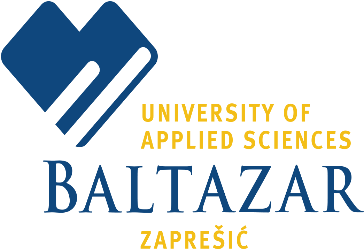 UNIVERSITY OF
APPLIED SCIENCES
BALTAZAR
ZAPREŠIĆ